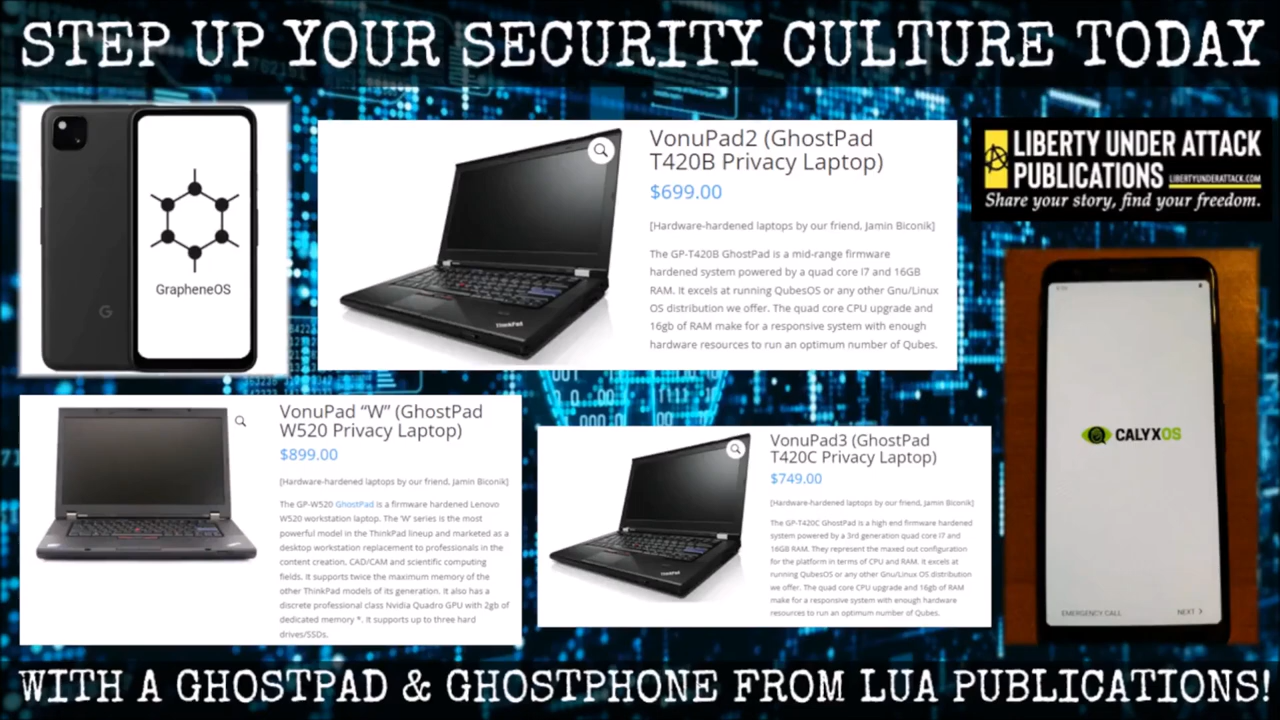 STEP UP YOUR SECURITY CULTURE TODAY
GrapheneOS
VonuPad2 (GhostPad
T420B Privacy Laptop)
$699.00
[Hardware-hardened laptops by our friend, Jamin Biconik]
The GP-T420B GhostPad is a mid-range firmware
hardened system powered by a quad core I7 and 16GB
RAM. It excels at running QubesOS or any other Gnu/Linux
OS distribution we offer. The quad core CPU upgrade and
16gb of RAM make for a responsive system with enough
hardware resources to run an optimum number of Qubes.
ThinkPad
LIBERTY UNDER ATTACK
PUBLICATIONS LIBERTYUNDERATTACK.COM
Share your story, find your freedom.
VonuPad “W” (GhostPad
W520 Privacy Laptop)
$899.00
[Hardware-hardened laptops by our friend, Jamin Biconik]
The GP-W520 GhostPad is a firmware hardened Lenovo
W520 workstation laptop. The ‘W’ series is the most
powerful model in the ThinkPad lineup and marketed as a
desktop workstation replacement to professionals in the
content creation, CAD/CAM and scientific computing
fields. It supports twice the maximum memory of the
other ThinkPad models of its generation. It also has a
discrete professional class Nvidia Quadro GPU with 2gb of
dedicated memory *. It supports up to three hard
drives/SSDs.
VonuPad3 (GhostPad
T420C Privacy Laptop)
$749.00
[Hardware-hardened laptops by our friend, Jamin Biconik]
The GP-T420C GhostPad is a high end firmware hardened
system powered by a 3rd generation quad core I7 and
16GB RAM. They represent the maxed out configuration
for the platform in terms of CPU and RAM. It excels at
running QubesOS or any other Gnu/Linux OS distribution
we offer. The quad core CPU upgrade and 16gb of RAM
make for a responsive system with enough hardware
resources to run an optimum number of Qubes.
ThinkPad
CALYXOS
EMERGENCY CALL NEXT >
WITH A GHOSTPAD & GHOSTPHONE FROM LUA PUBLICATIONS!